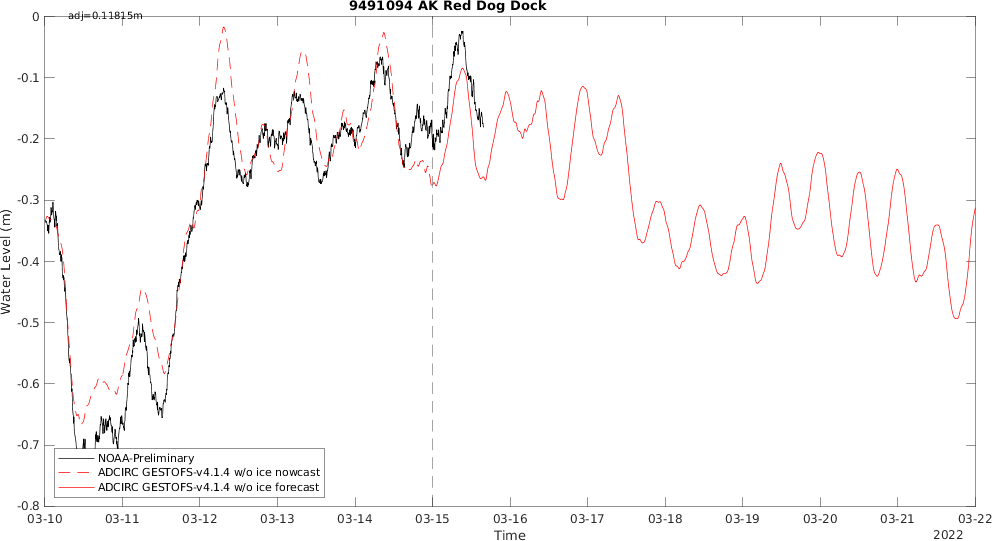 9491094 AK Red Dog Dock
adj=0.11815m
0
-0.1
-0.2
-0.3
-0.4
-0.5
-0.6
-0.7
-0.8
Water Level (m)
NOAA-Preliminary
ADCIRC GESTOFS-v4.1.4 w/o ice nowcast
ADCIRC GESTOFS-v4.1.4 w/o ice forecast
03-10 03-11 03-12 03-13 03-14 03-15 03-16 03-17 03-18 03-19 03-20 03-21 03-22
Time
2022